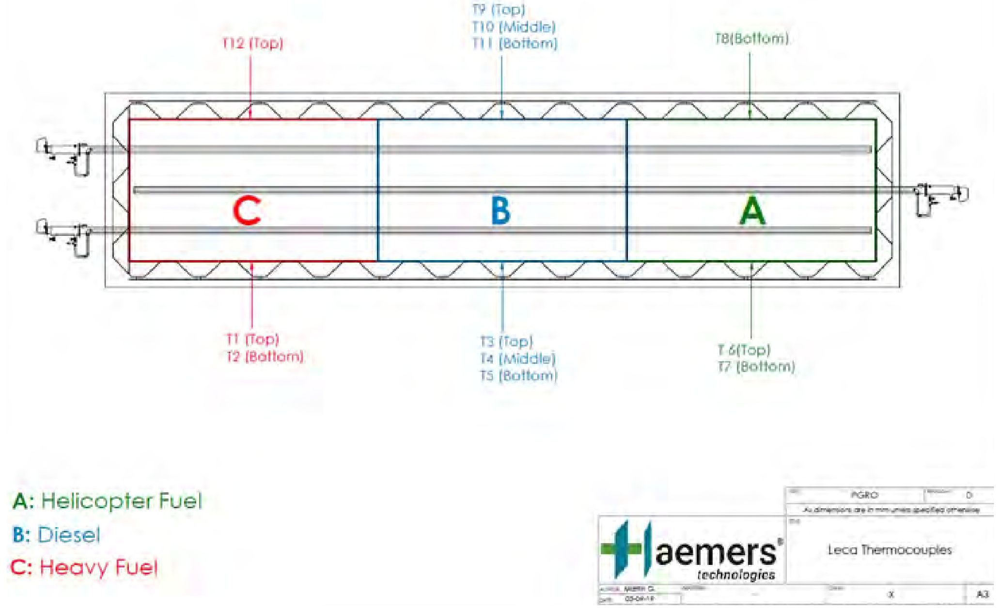 T9 (Top)
T10 (Middle)
T11 (Bottom)
T12 (Top)
T8(Bottom)
C
B
A
T1 (Top)
T2 (Bottom)
T3 (Top)
T4 (Middle)
T5 (Bottom)
T 6(Top)
T7 (Bottom)
A: Helicopter Fuel
B: Diesel
C: Heavy Fuel
PGRO
D
All dimensions are in mm unless specified otherwise
Haemers®
technologies
Leca Thermocouples
Martin G.
X
A3